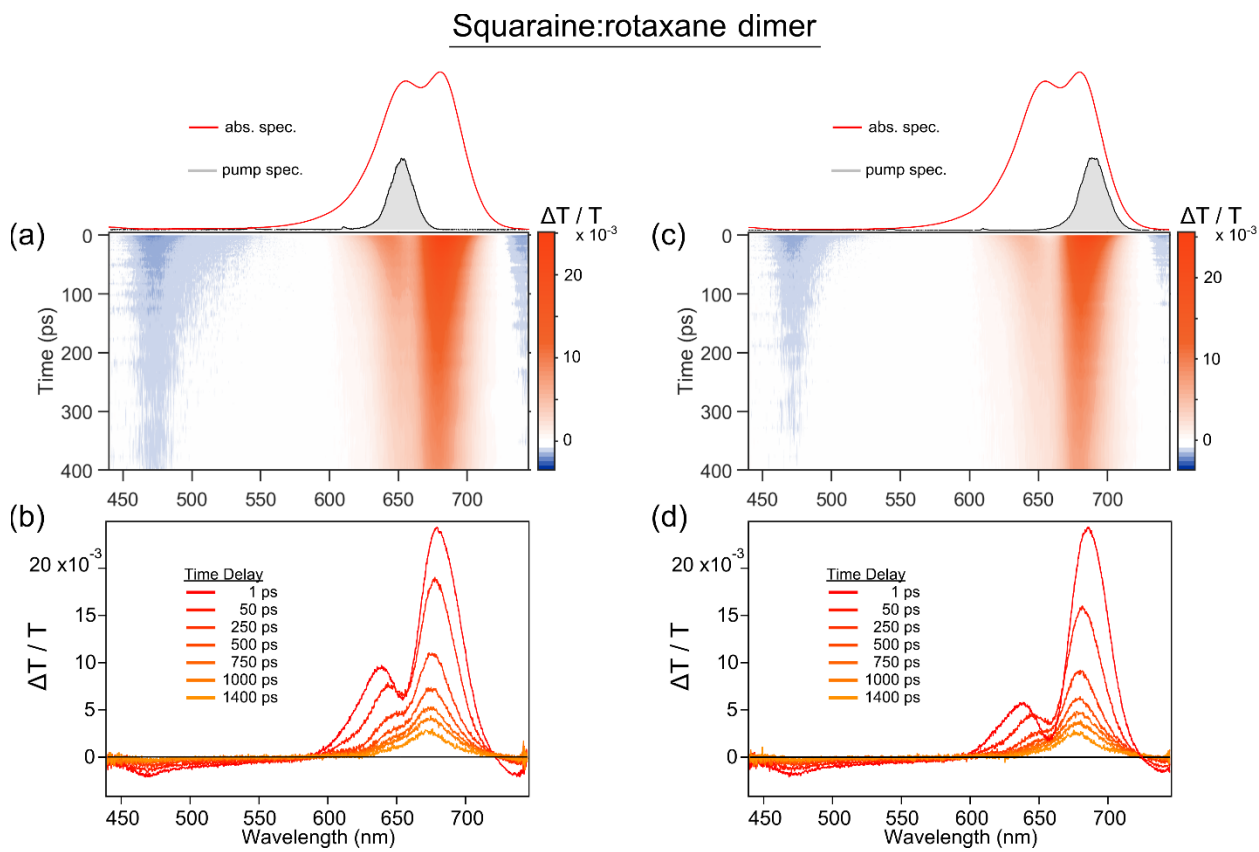 Squaraine:rotaxane dimer
abs. spec.
pump spec.
(a)
ΔT / T
x 10⁻³
20
10
0
Time (ps)
0
100
200
300
400
450 500 550 600 650 700
(b)
ΔT / T
20 x10⁻³
15
10
5
0
Time Delay
1 ps
50 ps
250 ps
500 ps
750 ps
1000 ps
1400 ps
450 500 550 600 650 700
Wavelength (nm)
abs. spec.
pump spec.
(c)
ΔT / T
x 10⁻³
20
10
0
Time (ps)
0
100
200
300
400
450 500 550 600 650 700
(d)
ΔT / T
20 x10⁻³
15
10
5
0
Time Delay
1 ps
50 ps
250 ps
500 ps
750 ps
1000 ps
1400 ps
450 500 550 600 650 700
Wavelength (nm)